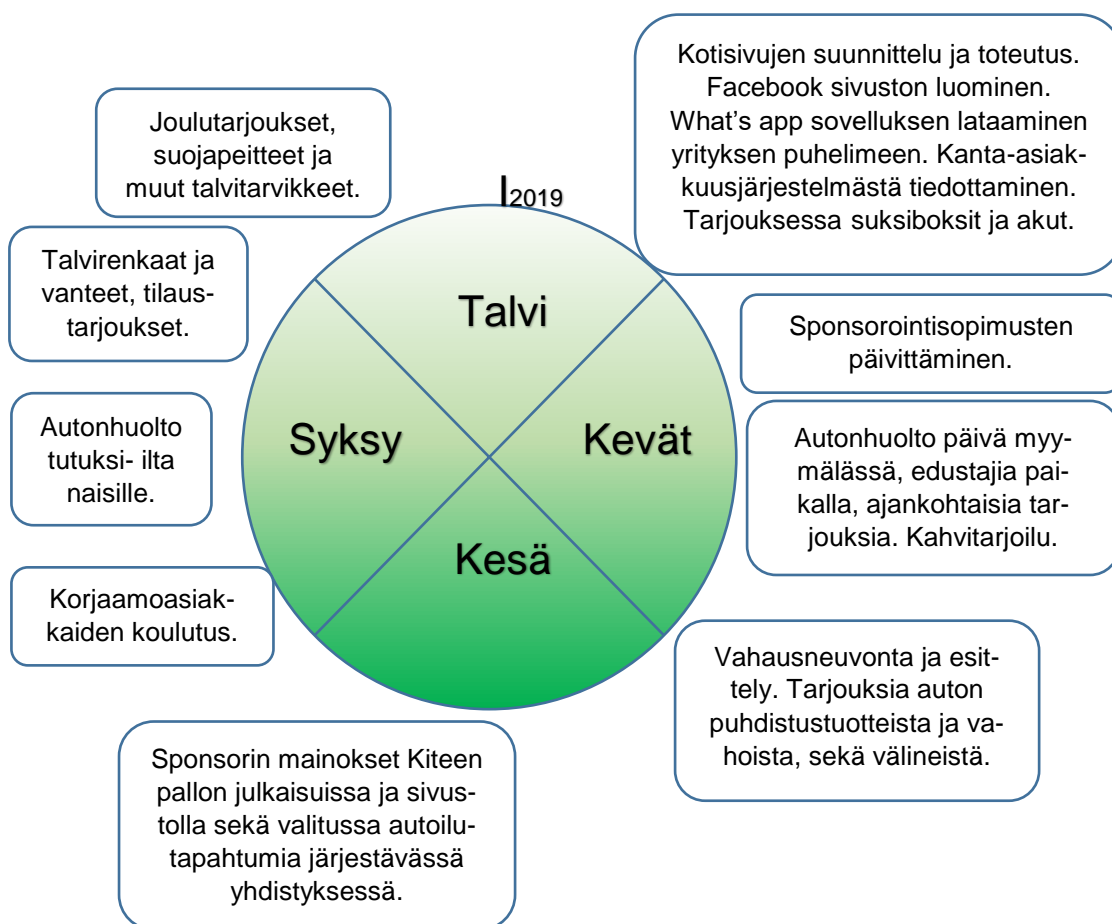 Kotisivujen suunnittelu ja toteutus.
Facebook sivuston luominen.
What's app sovelluksen lataaminen
yrityksen puhelimeen. Kanta-asiak-
kuusjärjestelmästä tiedottaminen.
Tarjouksessa suksiboksit ja akut.
Joulutarjoukset,
suojapeitteet ja
muut talvitarvikkeet.
I2019
Talvirenkaat ja
vanteet, tilaus-
tarjoukset.
Talvi
Sponsorointisopimusten
päivittäminen.
Autonhuolto
tutuksi- ilta
naisille.
Syksy
Kevät
Autonhuolto päivä myy-
mälässä, edustajia pai-
kalla, ajankohtaisia tar-
jouksia. Kahvitarjoilu.
Kesä
Korjaamoasiak-
kaiden koulutus.
Vahausneuvonta ja esit-
tely. Tarjouksia auton
puhdistustuotteista ja va-
hoista, sekä välineistä.
Sponsorin mainokset Kiteen
pallon julkaisuissa ja sivus-
tolla sekä valitussa autoilu-
tapahtumia järjestävässä
yhdistyksessä.